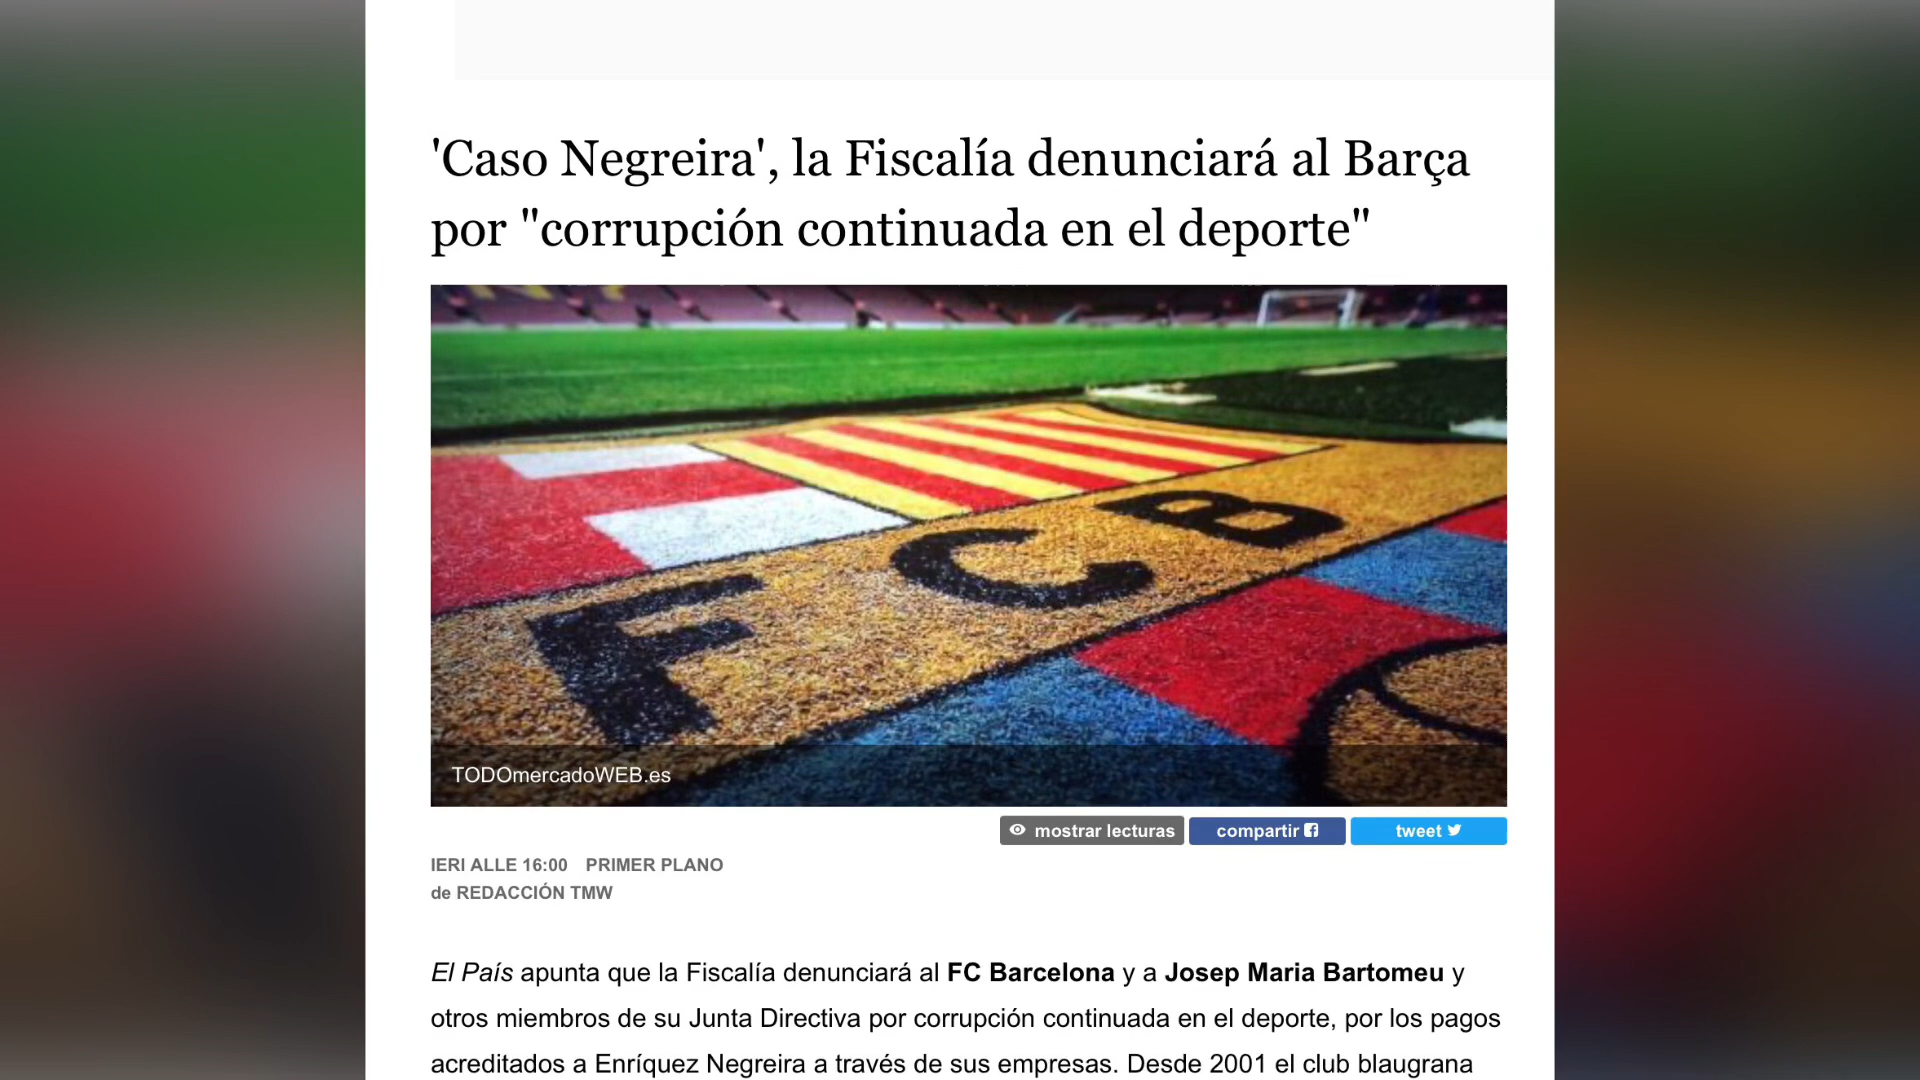 'Caso Negreira', la Fiscalía denunciará al Barça
por "corrupción continuada en el deporte"
F C B
TODOmercadoWEB.es
mostrar lecturas compartir tweet
IERI ALLE 16:00 PRIMER PLANO
de REDACCIÓN TMW
El País apunta que la Fiscalía denunciará al FC Barcelona y a Josep Maria Bartomeu y
otros miembros de su Junta Directiva por corrupción continuada en el deporte, por los pagos
acreditados a Enríquez Negreira a través de sus empresas. Desde 2001 el club blaugrana